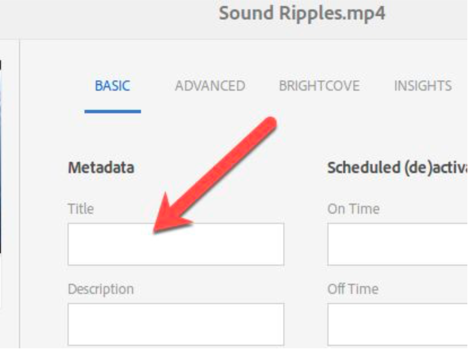 Sound Ripples.mp4
BASIC ADVANCED BRIGHTCOVE INSIGHTS
Metadata
Scheduled (de)activa
Title
On Time
Description
Off Time